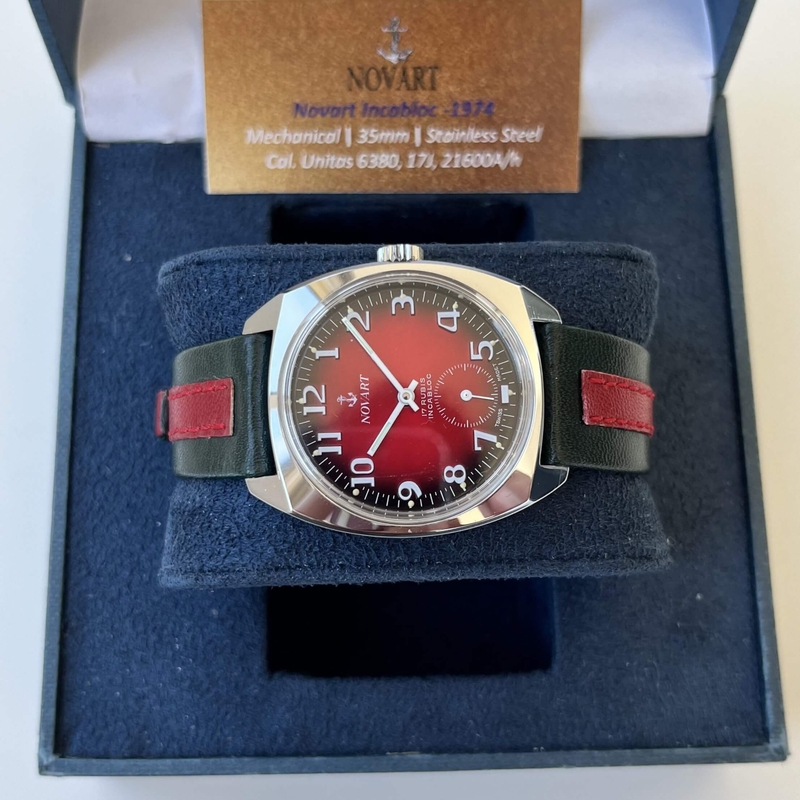 NOVART
Novart Incabloc -1974
Mechanical | 35mm | Stainless Steel
Cal. Unitas 6380, 17J, 21600A/h
12
1
2
3
4
5
7
8
9
10
11
NOVART
17 RUBIS
INCABLOC